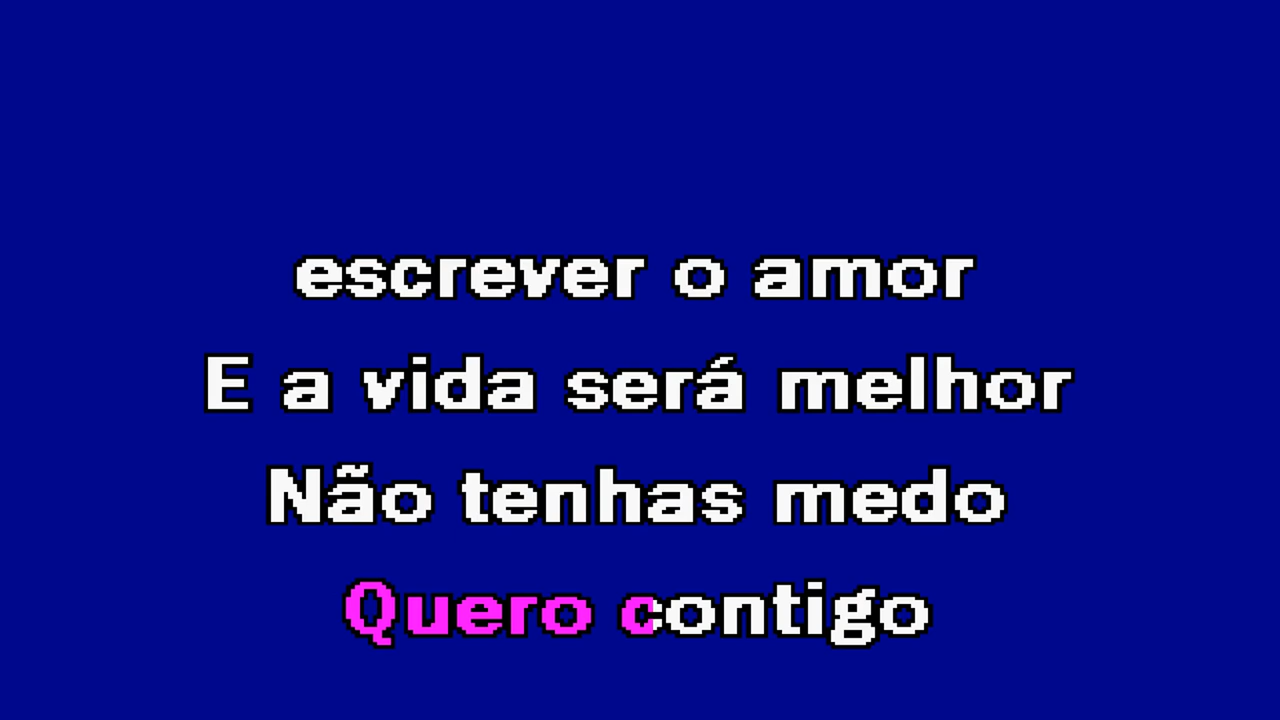 escrever o amor
E a vida será melhor
Não tenhas medo
Quero contigo